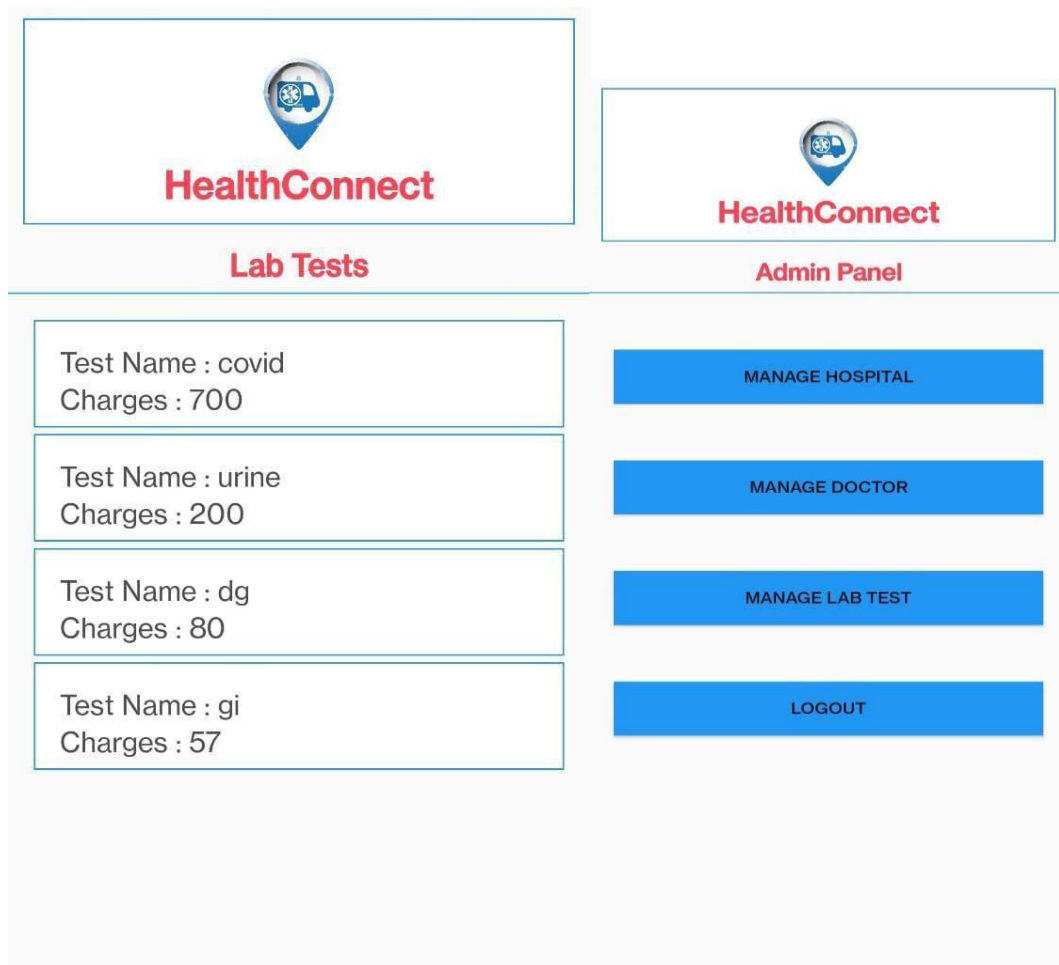 HealthConnect
Lab Tests
Test Name : covid
Charges : 700
Test Name : urine
Charges : 200
Test Name : dg
Charges : 80
Test Name : gi
Charges : 57
HealthConnect
Admin Panel
MANAGE HOSPITAL
MANAGE DOCTOR
MANAGE LAB TEST
LOGOUT